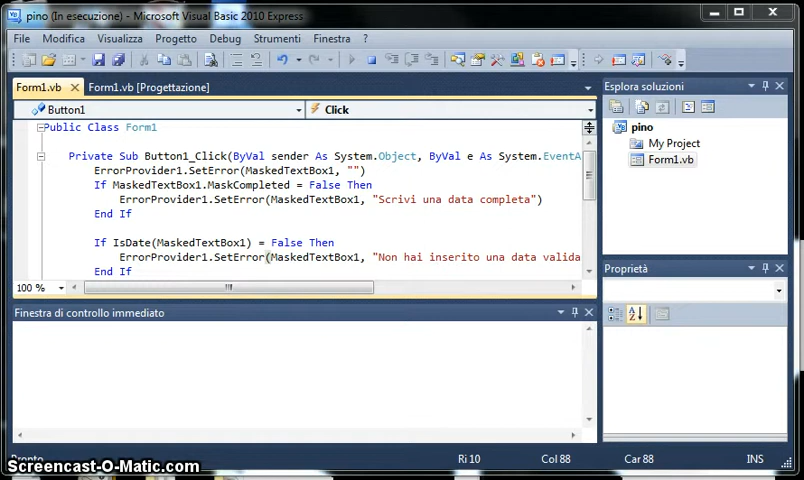 pino (In esecuzione) - Microsoft Visual Basic 2010 Express
File Modifica Visualizza Progetto Debug Strumenti Finestra ?
Form1.vb Form1.vb [Progettazione]
Button1 Click
Public Class Form1
Private Sub Button1_Click(ByVal sender As System.Object, ByVal e As System.EventA
ErrorProvider1.SetError(MaskedTextBox1, "")
If MaskedTextBox1.MaskCompleted = False Then
ErrorProvider1.SetError(MaskedTextBox1, "Scrivi una data completa")
End If
If IsDate(MaskedTextBox1) = False Then
ErrorProvider1.SetError(MaskedTextBox1, "Non hai inserito una data valida
End If
100 %
Finestra di controllo immediato
Esplora soluzioni
pino
My Project
Form1.vb
Proprietà
Pronto Ri 10 Col 88 Car 88 INS
Screencast-O-Matic.com